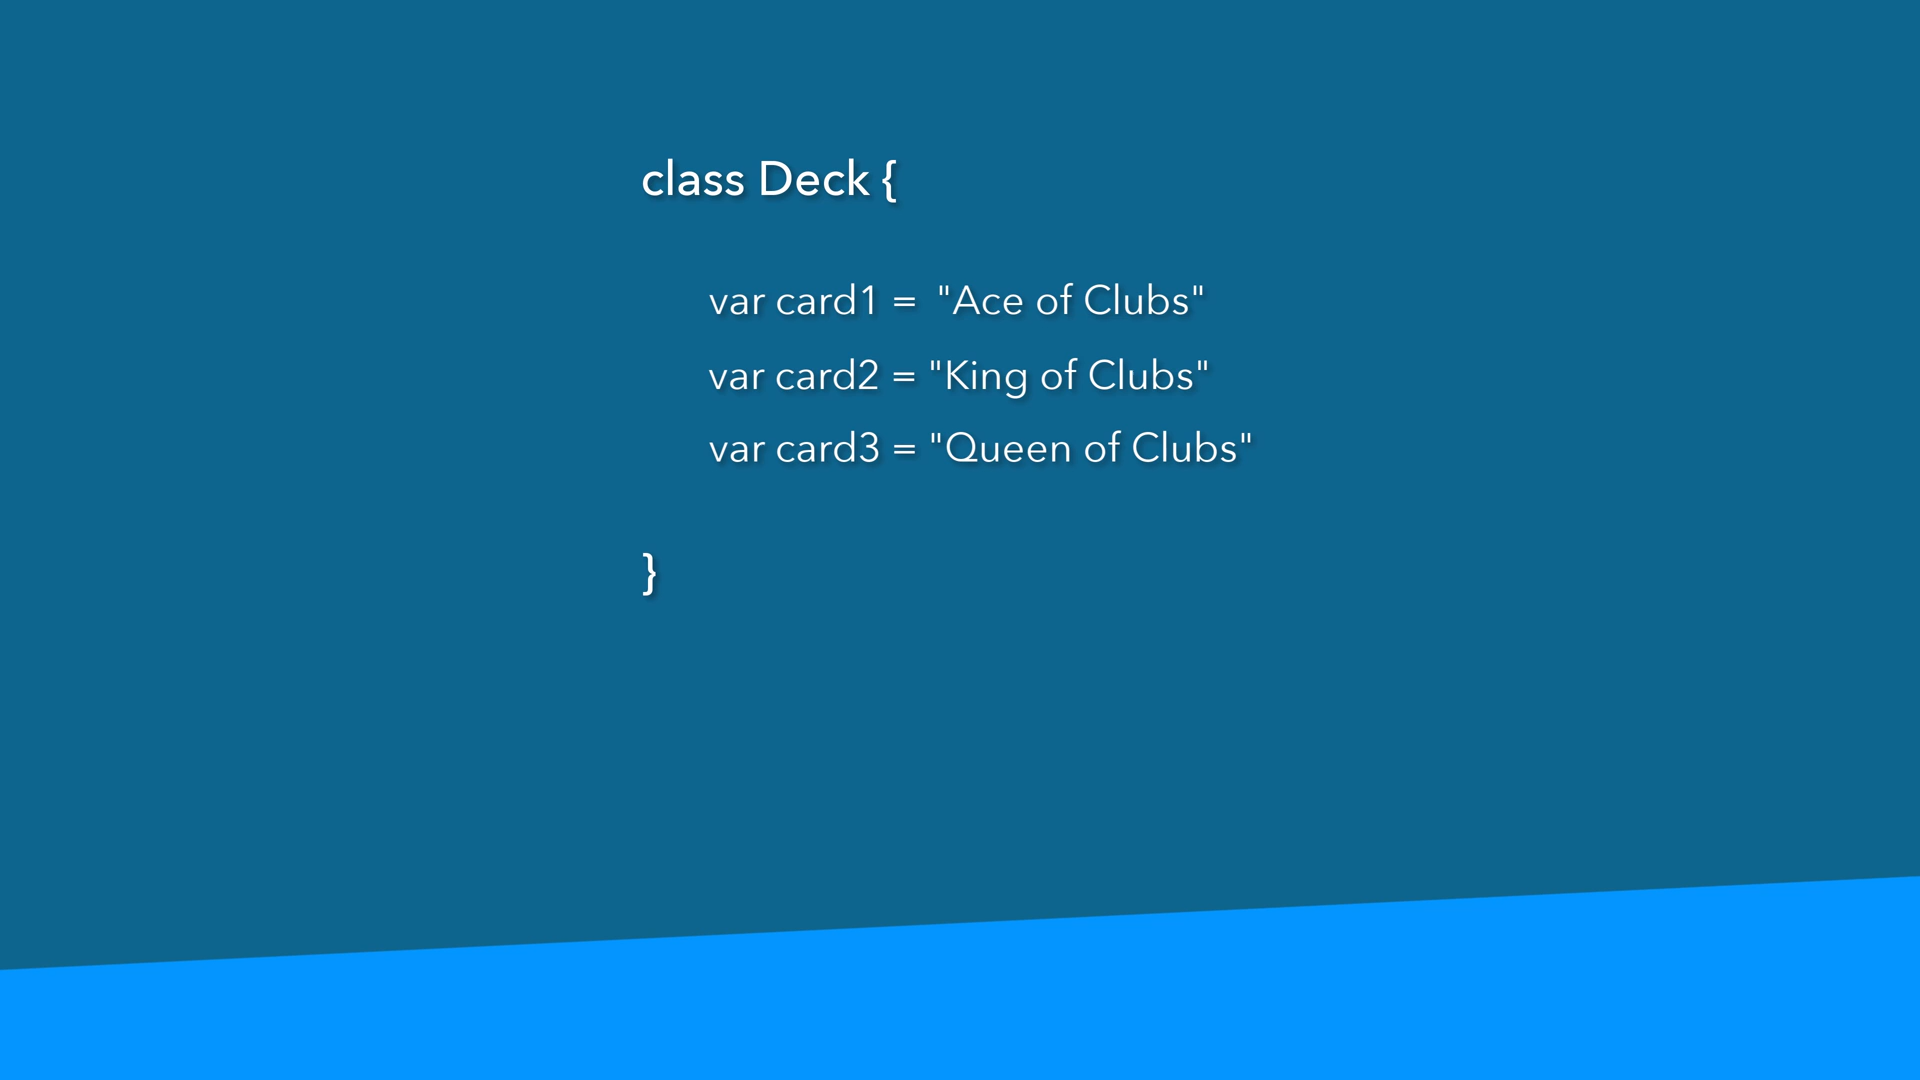 class Deck {
var card1 = "Ace of Clubs"
var card2 = "King of Clubs"
var card3 = "Queen of Clubs"
}